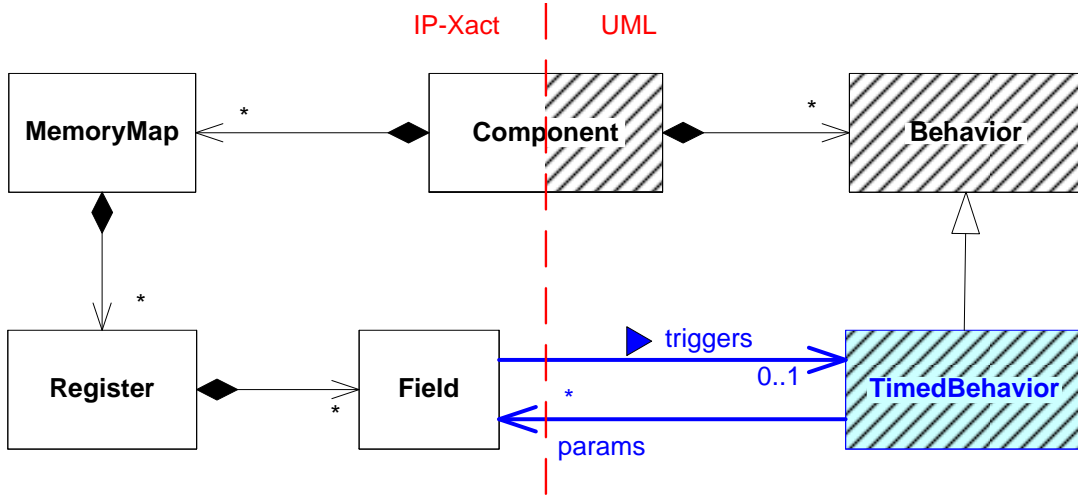 IP-Xact UML
* *
MemoryMap Component Behavior
*
triggers
0..1
Register Field TimedBehavior
* *
params